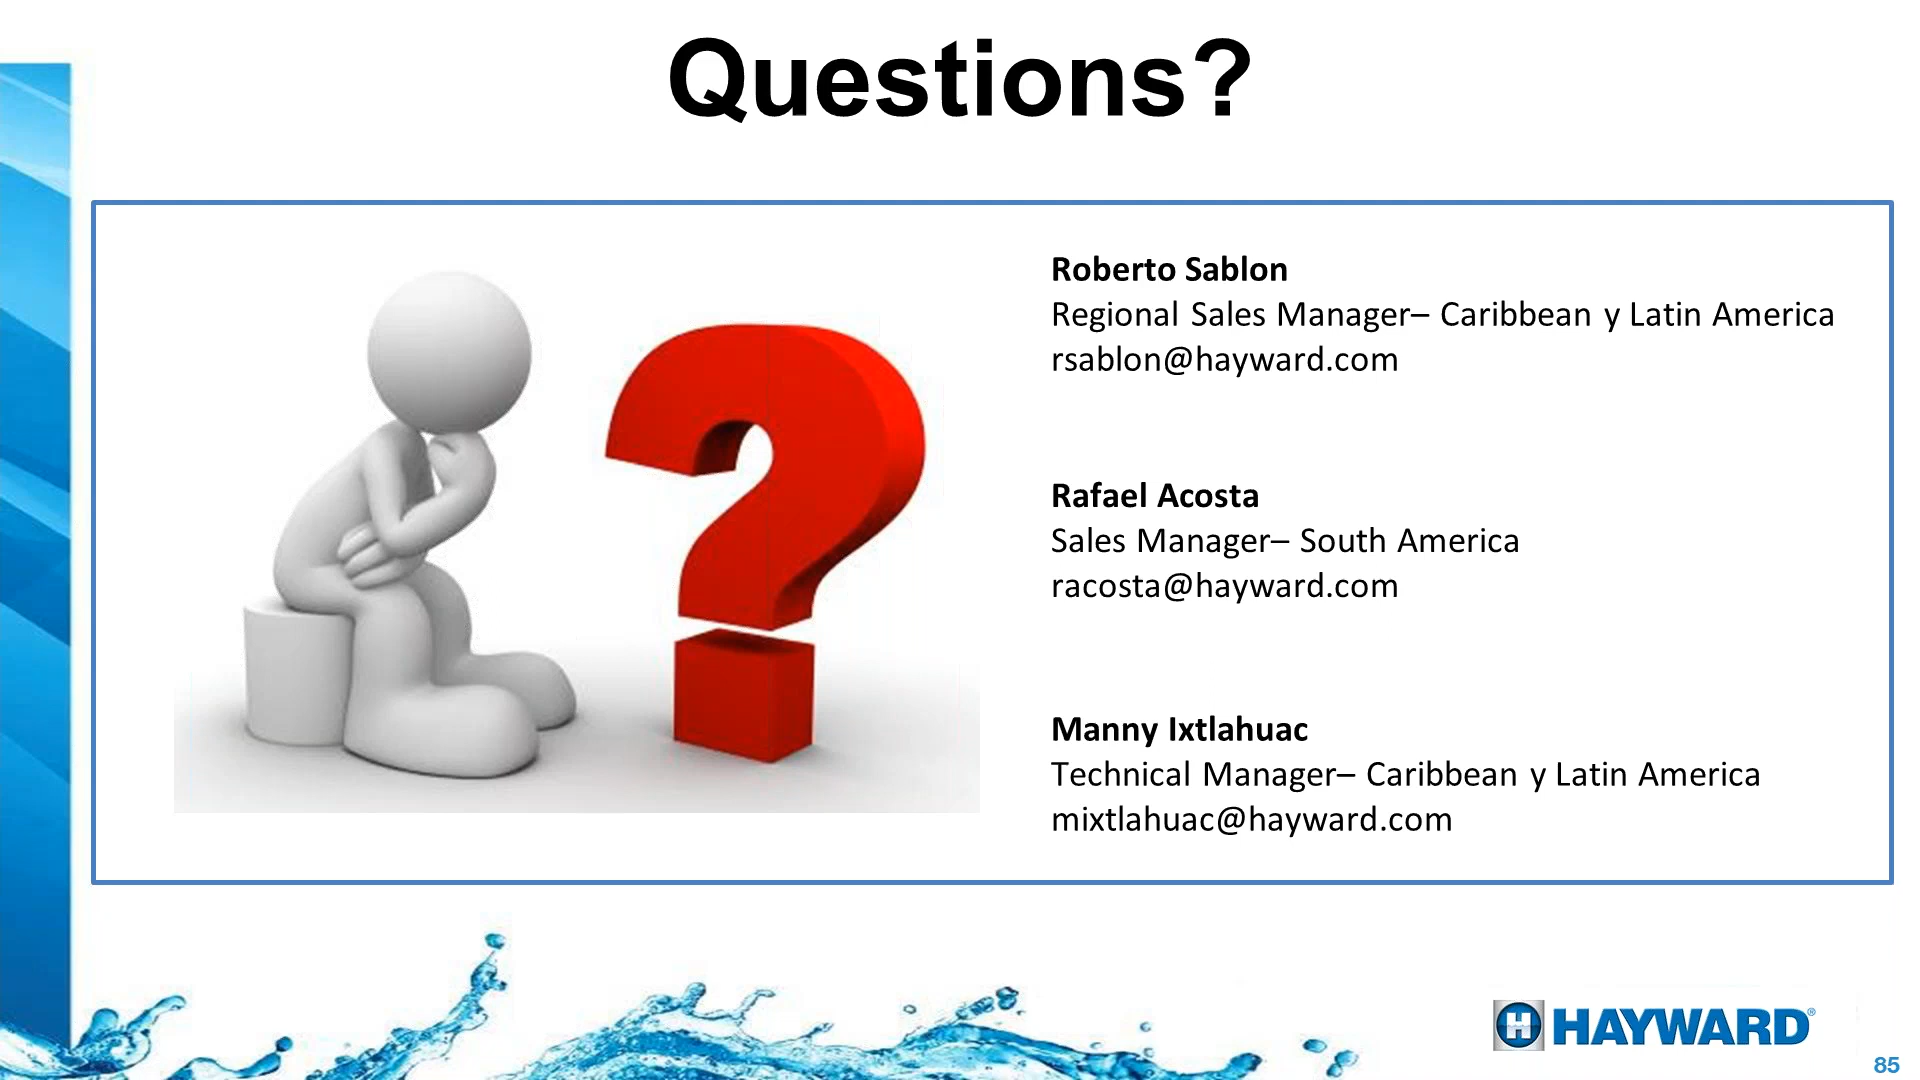 Questions?
Roberto Sablon
Regional Sales Manager– Caribbean y Latin America
rsablon@hayward.com
Rafael Acosta
Sales Manager– South America
racosta@hayward.com
Manny Ixtlahuac
Technical Manager– Caribbean y Latin America
mixtlahuac@hayward.com
H HAYWARD®
85